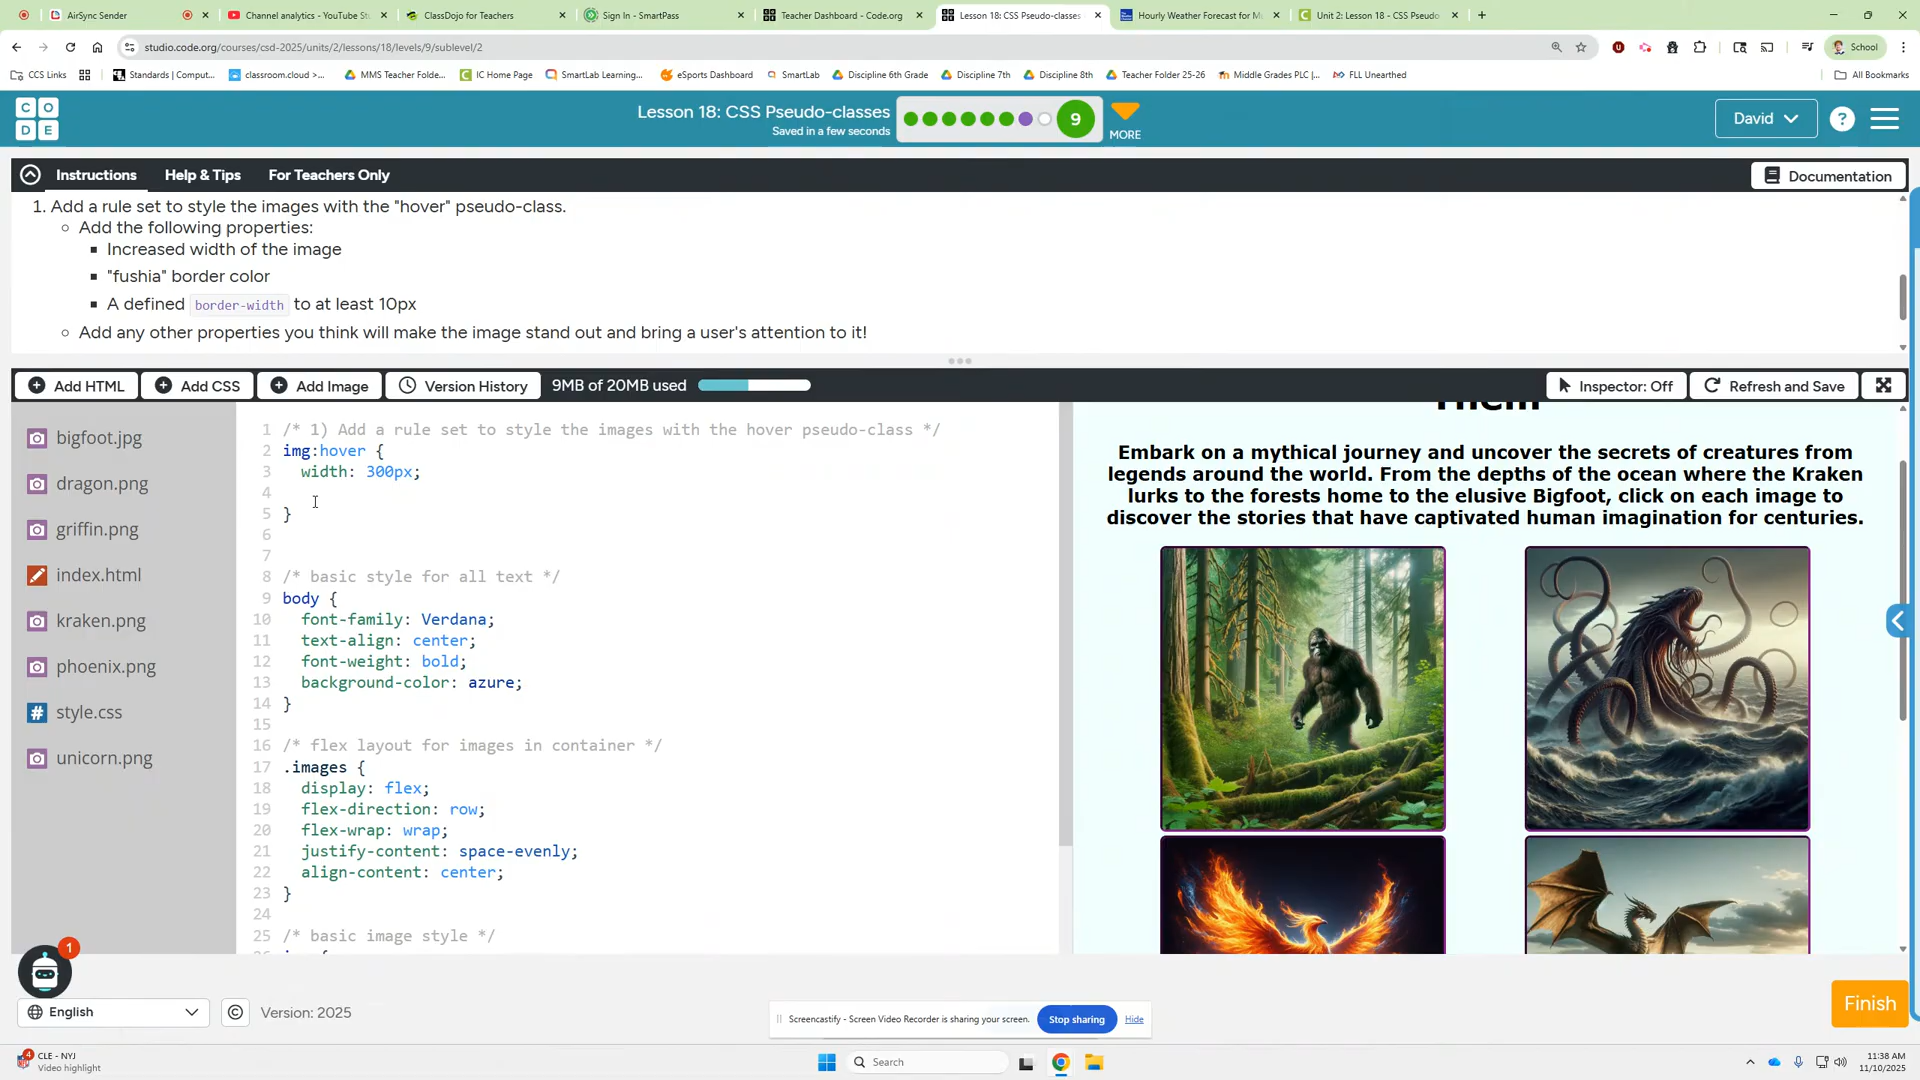 AirSync Sender
Channel analytics - YouTube St
ClassDojo for Teachers
Sign In - SmartPass
Teacher Dashboard - Code.org
Lesson 18: CSS Pseudo-classes
Hourly Weather Forecast for M
Unit 2: Lesson 18 - CSS Pseudo
studio.code.org/courses/csd-2025/units/2/lessons/18/levels/9/sublevel/2
School
CCS Links
Standards | Comput...
classroom.cloud >...
MMS Teacher Folde...
IC Home Page
SmartLab Learning...
eSports Dashboard
SmartLab
Discipline 6th Grade
Discipline 7th
Discipline 8th
Teacher Folder 25-26
Middle Grades PLC |...
FLL Unearthed
All Bookmarks
CODE
Lesson 18: CSS Pseudo-classes
Saved in a few seconds
9
MORE
David
?
Instructions
Help & Tips
For Teachers Only
Documentation
1. Add a rule set to style the images with the "hover" pseudo-class.
Add the following properties:
Increased width of the image
"fushia" border color
A defined border-width to at least 10px
Add any other properties you think will make the image stand out and bring a user's attention to it!
Add HTML
Add CSS
Add Image
Version History
9MB of 20MB used
Inspector: Off
Refresh and Save
bigfoot.jpg
dragon.png
griffin.png
index.html
kraken.png
phoenix.png
style.css
unicorn.png
1 /* 1) Add a rule set to style the images with the hover pseudo-class */
2 img:hover {
3 width: 300px;
4
5 }
6
7
8 /* basic style for all text */
9 body {
10 font-family: Verdana;
11 text-align: center;
12 font-weight: bold;
13 background-color: azure;
14 }
15
16 /* flex layout for images in container */
17 .images {
18 display: flex;
19 flex-direction: row;
20 flex-wrap: wrap;
21 justify-content: space-evenly;
22 align-content: center;
23 }
24
25 /* basic image style */
Embark on a mythical journey and uncover the secrets of creatures from
legends around the world. From the depths of the ocean where the Kraken
lurks to the forests home to the elusive Bigfoot, click on each image to
discover the stories that have captivated human imagination for centuries.
1
English
Version: 2025
Finish
Screencastify - Screen Video Recorder is sharing your screen.
Stop sharing
Hide
4
CLE - NYJ
Video highlight
Search
11:38 AM
11/10/2025